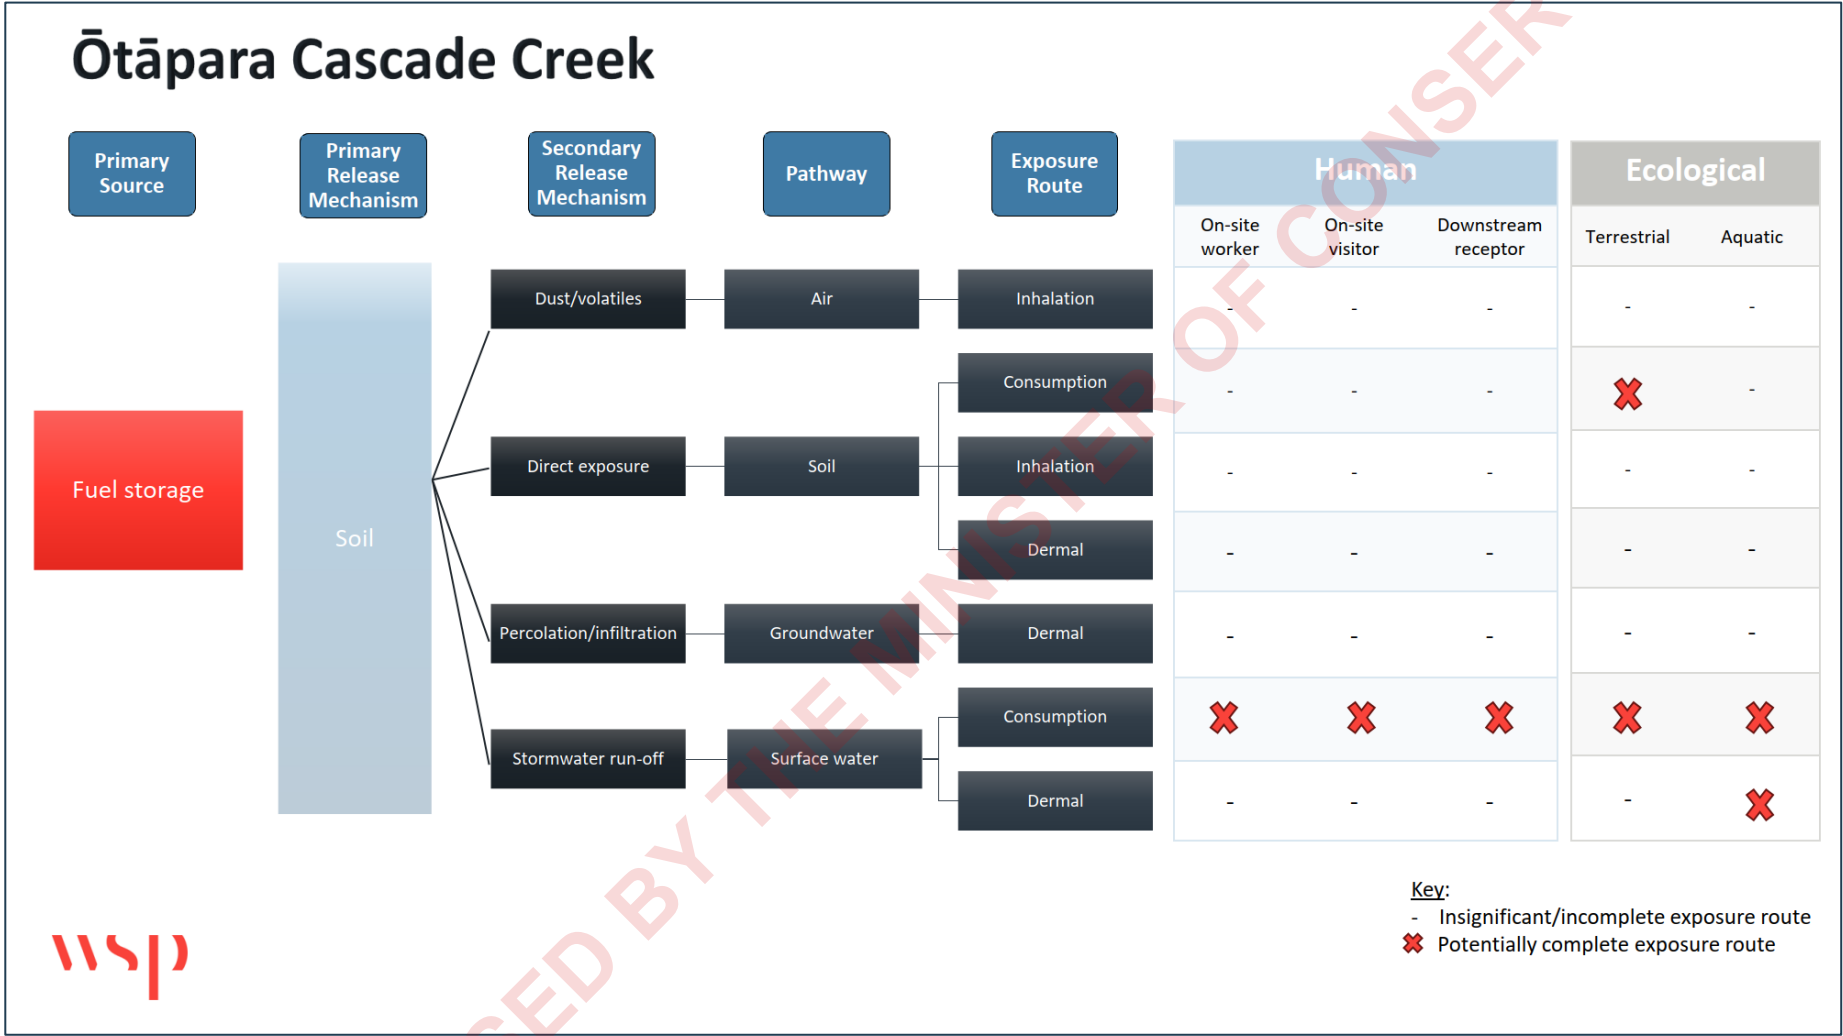 Ōtāpara Cascade Creek
Primary
Source
Primary
Release
Mechanism
Secondary
Release
Mechanism
Pathway
Exposure
Route
Human
Ecological
On-site
worker
On-site
visitor
Downstream
receptor
Terrestrial
Aquatic
Fuel storage
Soil
Dust/volatiles
Air
Inhalation
- - - - -
Consumption
- - - ✖ -
Direct exposure
Soil
Inhalation
- - - - -
Dermal
- - - - -
Percolation/infiltration
Groundwater
Dermal
- - - - -
Stormwater run-off
Surface water
Consumption
✖ ✖ ✖ ✖ ✖
Dermal
- - - - ✖
Key:
- Insignificant/incomplete exposure route
✖ Potentially complete exposure route
wsp
SED BY THE MINISTER OF CONSER